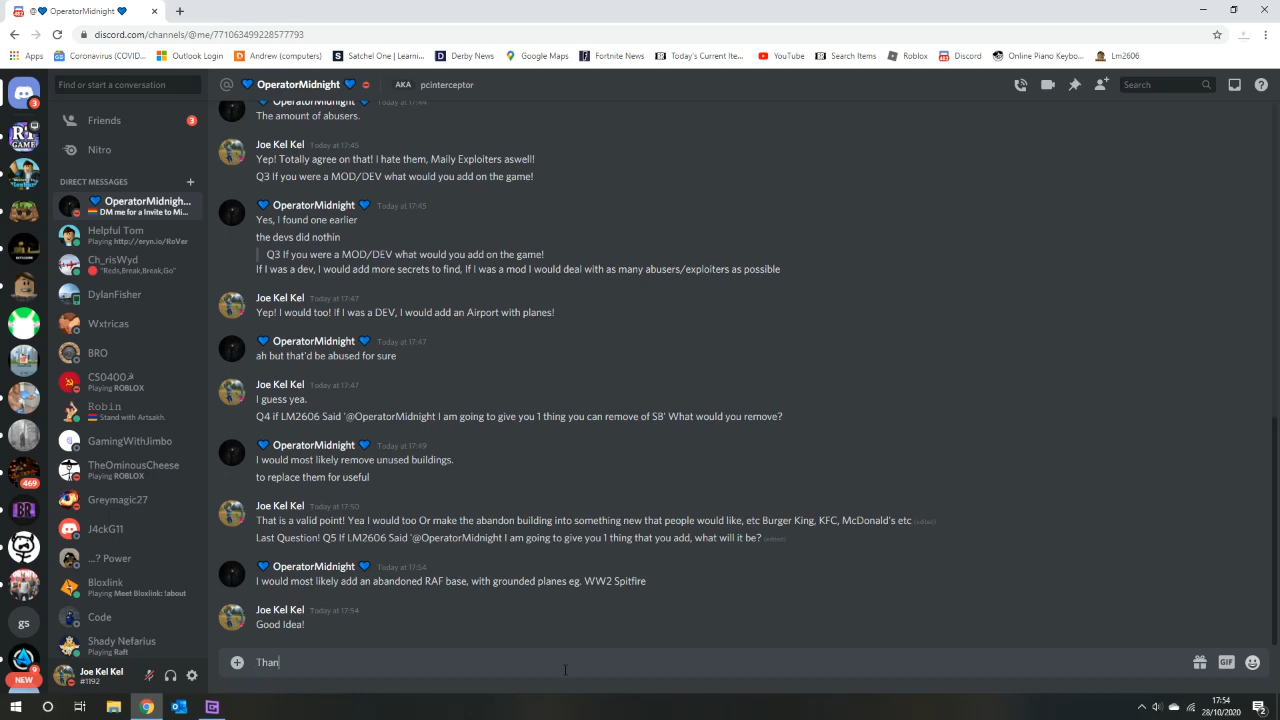 @💙 OperatorMidnight 💙
discord.com/channels/@me/771063499228577793
Apps
Coronavirus (COVID...
Outlook Login
Andrew (computers)
Satchel One | Learni...
Derby News
Google Maps
Fortnite News
Today's Current Ite...
YouTube
Search Items
Roblox
Discord
Online Piano Keybo...
Lm2606
Find or start a conversation
@ 💙 OperatorMidnight 💙
AKA pcinterceptor
Search
Friends
3
Nitro
DIRECT MESSAGES
💙 OperatorMidnigh...
DM me for a Invite to Mi...
Helpful Tom
Playing http://eryn.io/RoVer
Ch_risWyd
"Reds,Break,Break,Go"
DylanFisher
Wxtricas
BRO
CS0400☭
Playing ROBLOX
Robin
Stand with Artsakh.
GamingWithJimbo
TheOminousCheese
Playing ROBLOX
Greymagic27
J4ckG11
...? Power
Bloxlink
Playing Meet Bloxlink: !about
Code
Shady Nefarius
Playing Raft
Joe Kel Kel
#1192
3
469
BR
gs
9
NEW
💙 OperatorMidnight 💙 Today at 17:44
The amount of abusers.
Joe Kel Kel Today at 17:45
Yep! Totally agree on that! I hate them, Maily Exploiters aswell!
Q3 If you were a MOD/DEV what would you add on the game!
💙 OperatorMidnight 💙 Today at 17:45
Yes, I found one earlier
the devs did nothin
Q3 If you were a MOD/DEV what would you add on the game!
If I was a dev, I would add more secrets to find, If I was a mod I would deal with as many abusers/exploiters as possible
Joe Kel Kel Today at 17:47
Yep! I would too! If I was a DEV, I would add an Airport with planes!
💙 OperatorMidnight 💙 Today at 17:47
ah but that'd be abused for sure
Joe Kel Kel Today at 17:47
I guess yea.
Q4 if LM2606 Said '@OperatorMidnight I am going to give you 1 thing you can remove of SB' What would you remove?
💙 OperatorMidnight 💙 Today at 17:49
I would most likely remove unused buildings.
to replace them for useful
Joe Kel Kel Today at 17:50
That is a valid point! Yea I would too Or make the abandon building into something new that people would like, etc Burger King, KFC, McDonald's etc (edited)
Last Question! Q5 If LM2606 Said '@OperatorMidnight I am going to give you 1 thing that you add, what will it be? (edited)
💙 OperatorMidnight 💙 Today at 17:54
I would most likely add an abandoned RAF base, with grounded planes eg. WW2 Spitfire
Joe Kel Kel Today at 17:54
Good Idea!
Than
GIF
17:54
28/10/2020